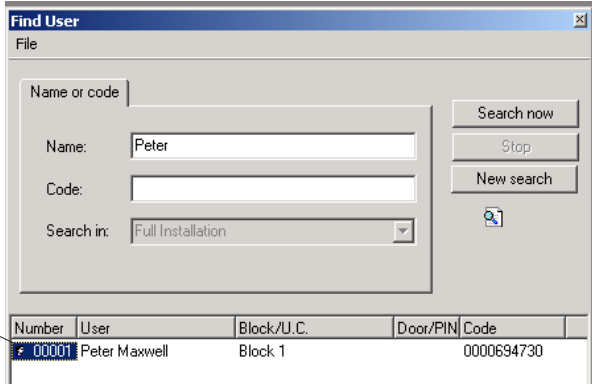 Find User
File
Name or code
Name: Peter
Code:
Search in: Full Installation
Search now
Stop
New search
Number User Block/U.C. Door/PIN Code
00001 Peter Maxwell Block 1 0000694730